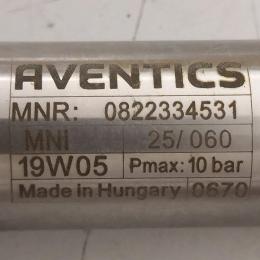 AVENTICS
MNR: 0822334531
MNI 25/060
19W05 Pmax: 10 bar
Made in Hungary 0670